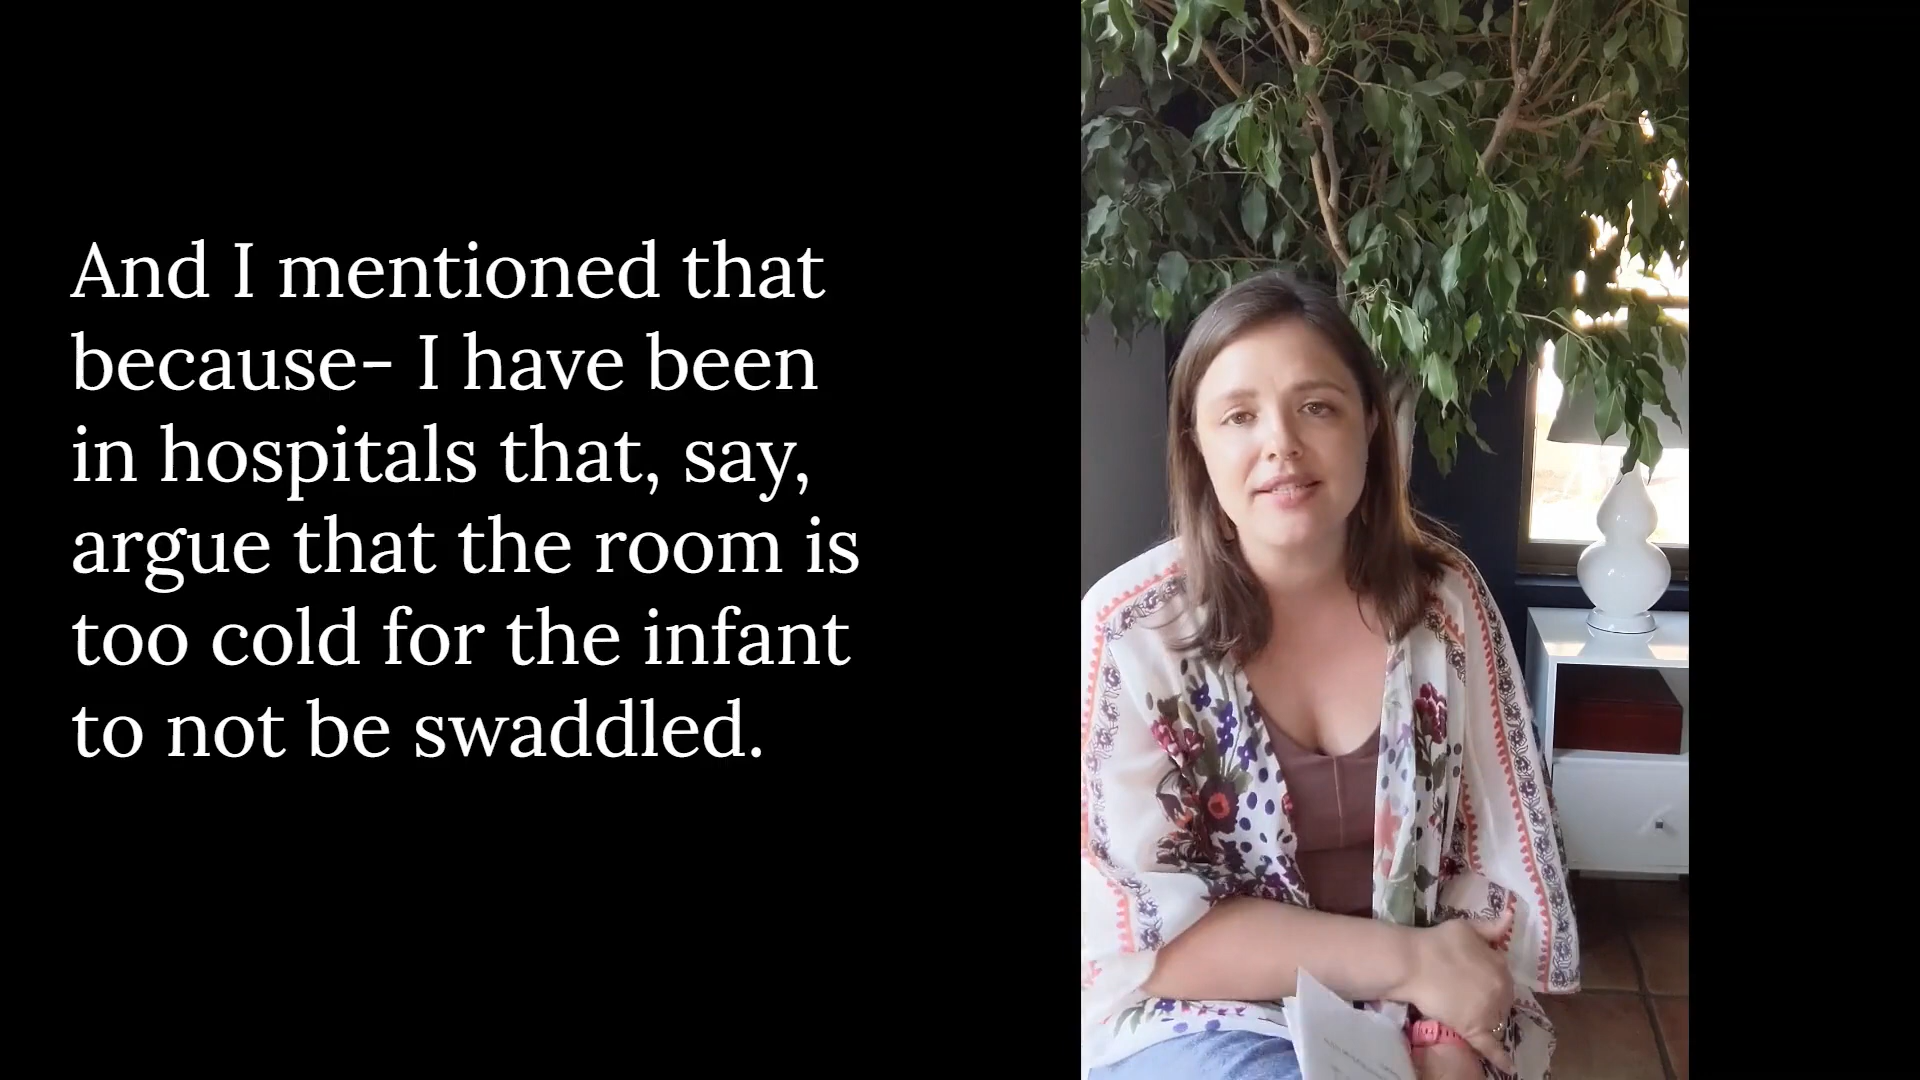 And I mentioned that
because- I have been
in hospitals that, say,
argue that the room is
too cold for the infant
to not be swaddled.